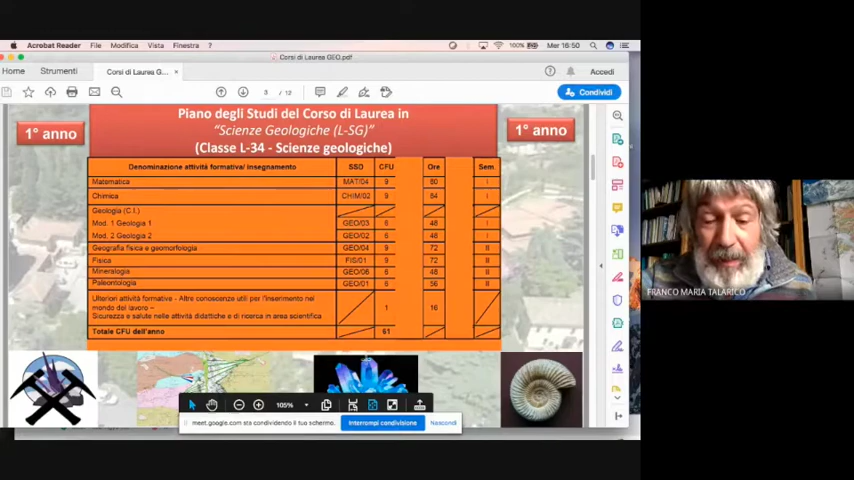 Acrobat Reader File Modifica Vista Finestra ? 100% Mer 16:50
Corsi di Laurea GEO.pdf
Home Strumenti Corsi di Laurea G... × Accedi
3 / 12 Condividi
1° anno
Piano degli Studi del Corso di Laurea in
"Scienze Geologiche (L-SG)"
(Classe L-34 - Scienze geologiche)
1° anno
Denominazione attività formativa/ insegnamento SSD CFU Ore Sem
Matematica MAT/04 9 80 I
Chimica CHIM/02 9 84 I
Geologia (C.I.)
Mod. 1 Geologia 1 GEO/03 6 48 I
Mod. 2 Geologia 2 GEO/02 6 48 I
Geografia fisica e geomorfologia GEO/04 9 72 II
Fisica FIS/01 9 72 II
Mineralogia GEO/06 6 48 II
Paleontologia GEO/01 6 56 II
Ulteriori attività formative - Altre conoscenze utili per l'inserimento nel
mondo del lavoro –
Sicurezza e salute nelle attività didattiche e di ricerca in area scientifica 1 16
Totale CFU dell'anno 61
105%
meet.google.com sta condividendo il tuo schermo. Interrompi condivisione Nascondi
FRANCO MARIA TALARICO